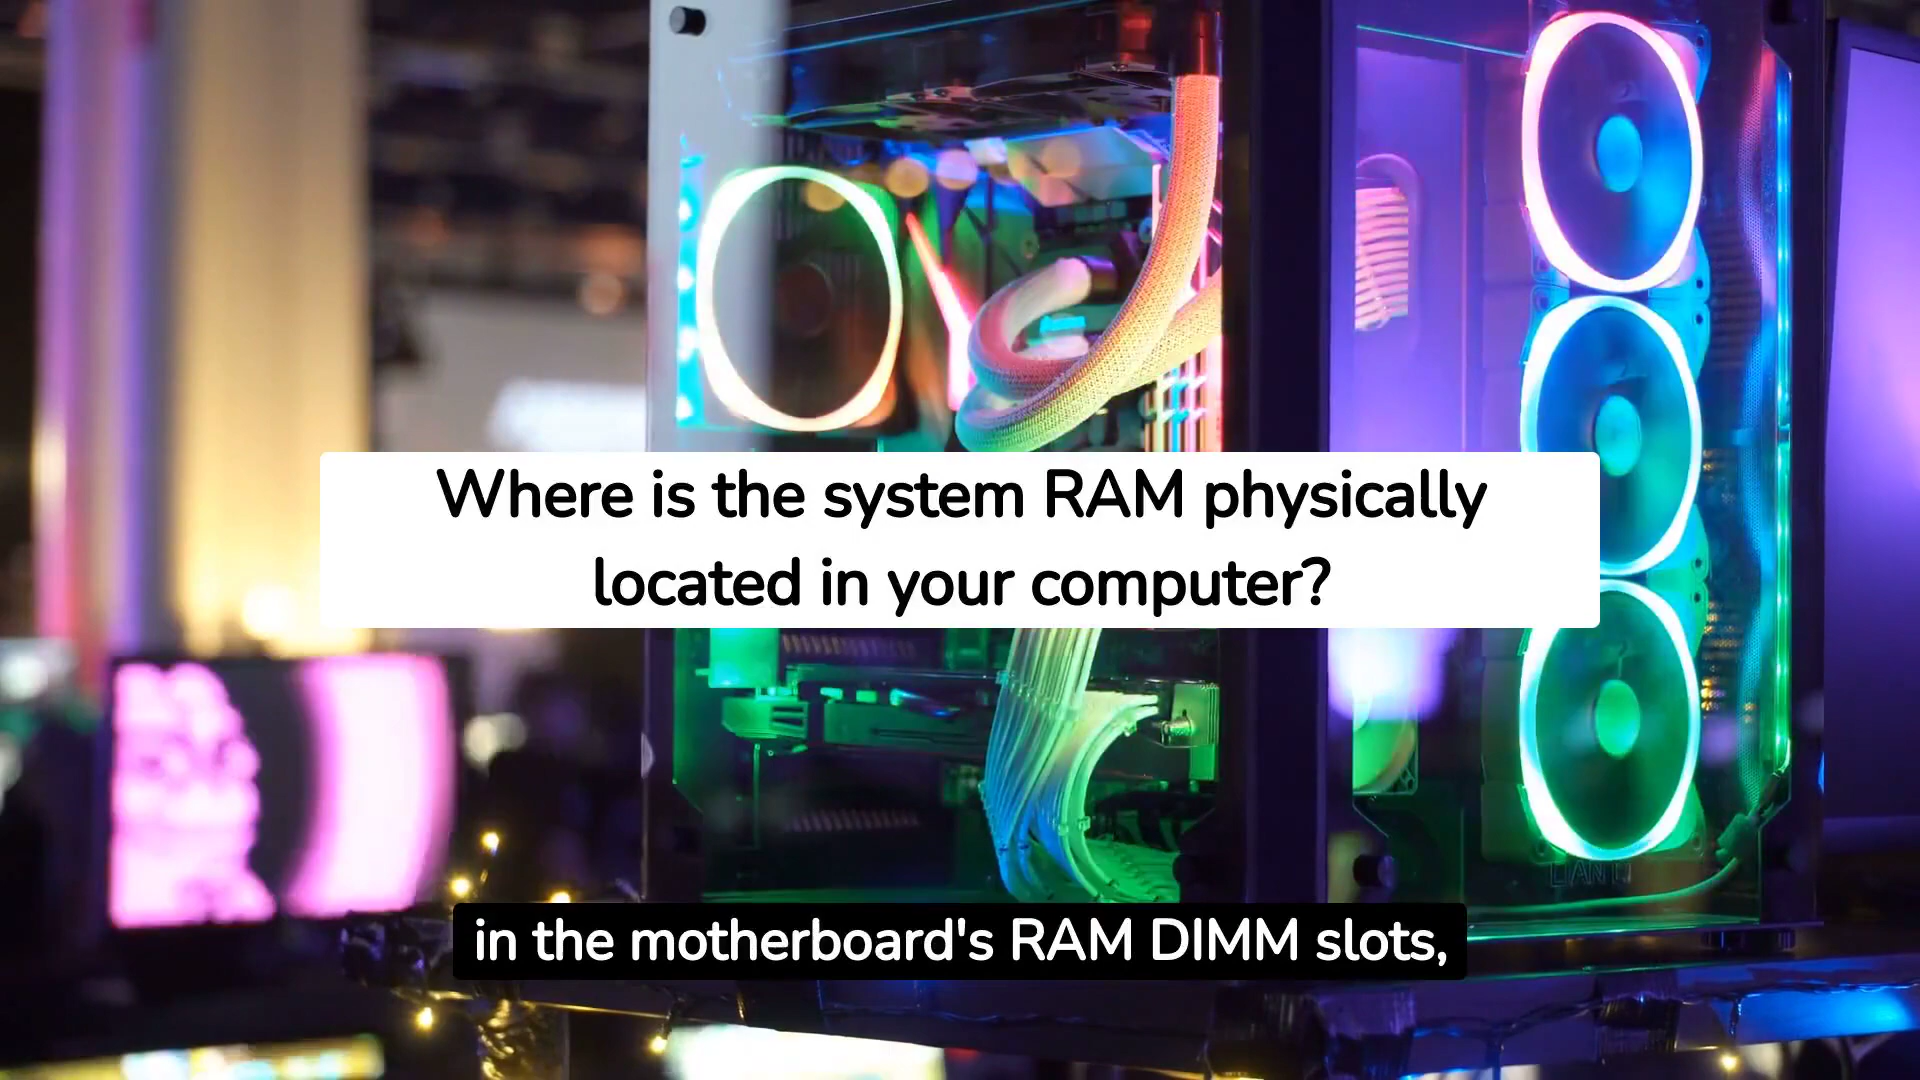 Where is the system RAM physically
located in your computer?
in the motherboard's RAM DIMM slots,